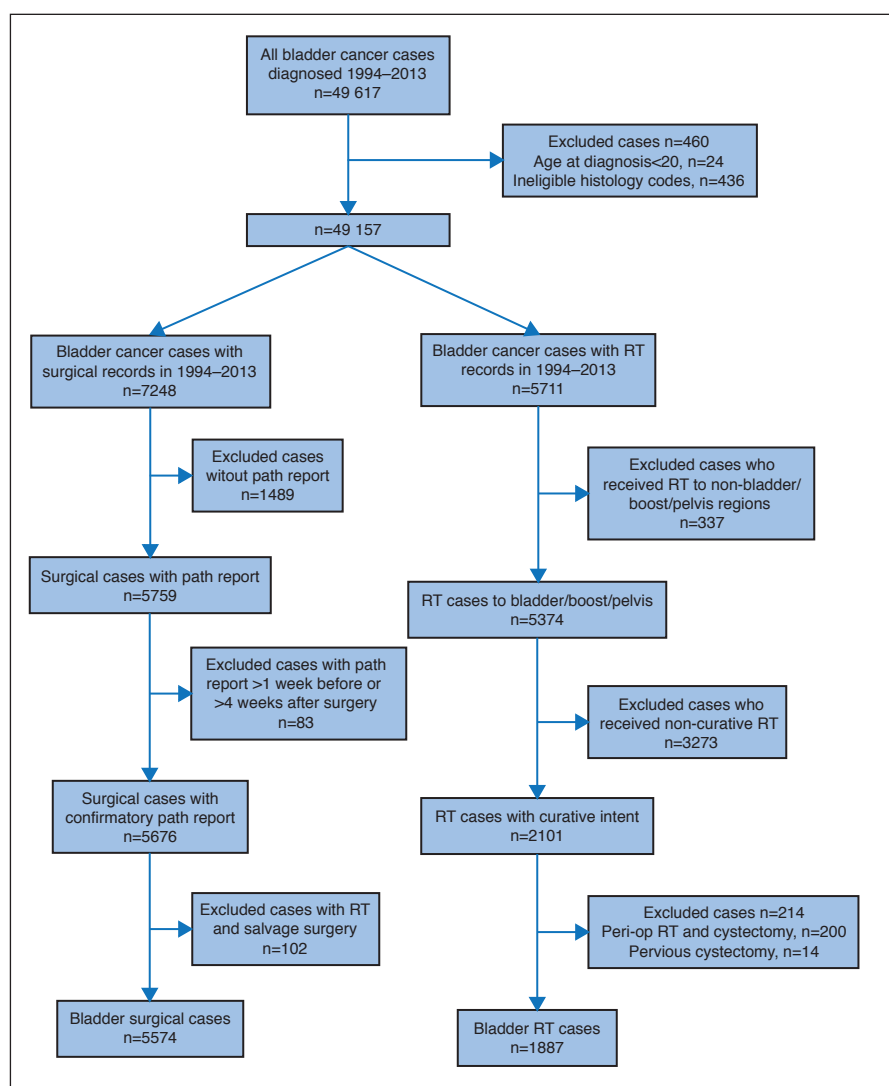 All bladder cancer cases
diagnosed 1994–2013
n=49 617
Excluded cases n=460
Age at diagnosis<20, n=24
Ineligible histology codes, n=436
n=49 157
Bladder cancer cases with
surgical records in 1994–2013
n=7248
Bladder cancer cases with RT
records in 1994–2013
n=5711
Excluded cases
witout path report
n=1489
Excluded cases who
received RT to non-bladder/
boost/pelvis regions
n=337
Surgical cases with path report
n=5759
RT cases to bladder/boost/pelvis
n=5374
Excluded cases with path
report >1 week before or
>4 weeks after surgery
n=83
Excluded cases who
received non-curative RT
n=3273
Surgical cases with
confirmatory path report
n=5676
RT cases with curative intent
n=2101
Excluded cases with RT
and salvage surgery
n=102
Excluded cases n=214
Peri-op RT and cystectomy, n=200
Pervious cystectomy, n=14
Bladder surgical cases
n=5574
Bladder RT cases
n=1887